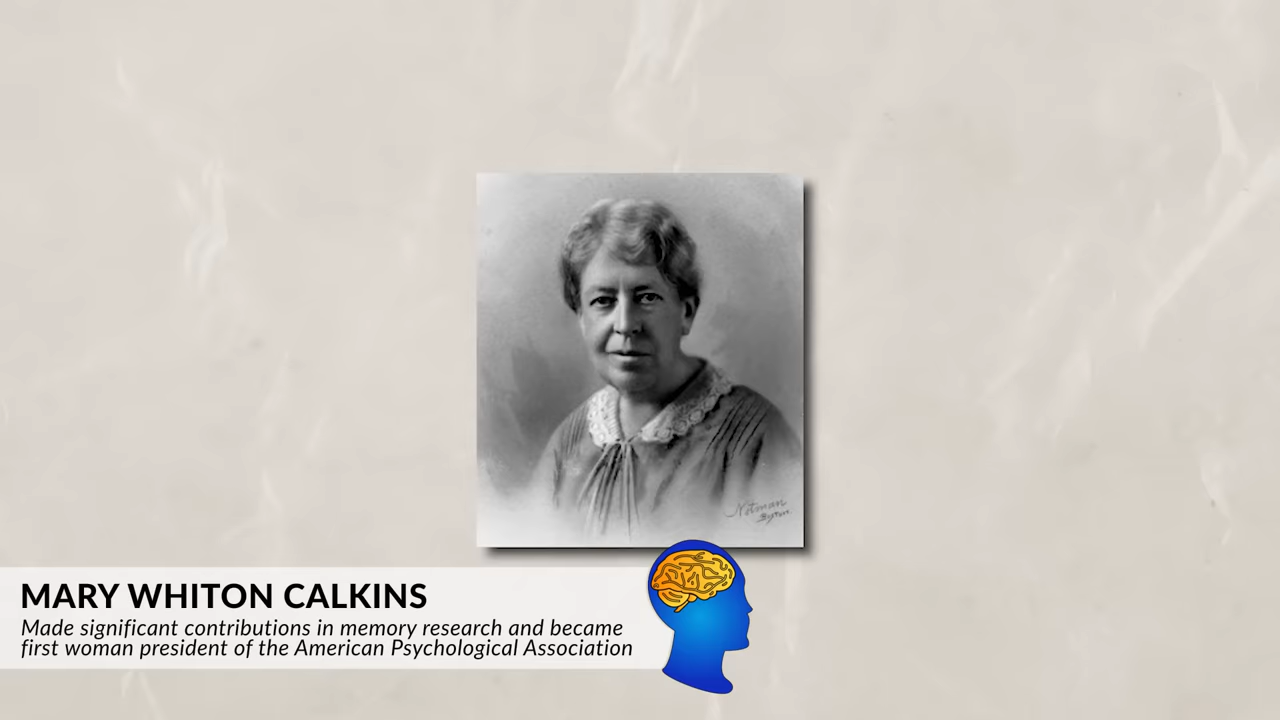 Notman
MARY WHITON CALKINS
Made significant contributions in memory research and became
first woman president of the American Psychological Association